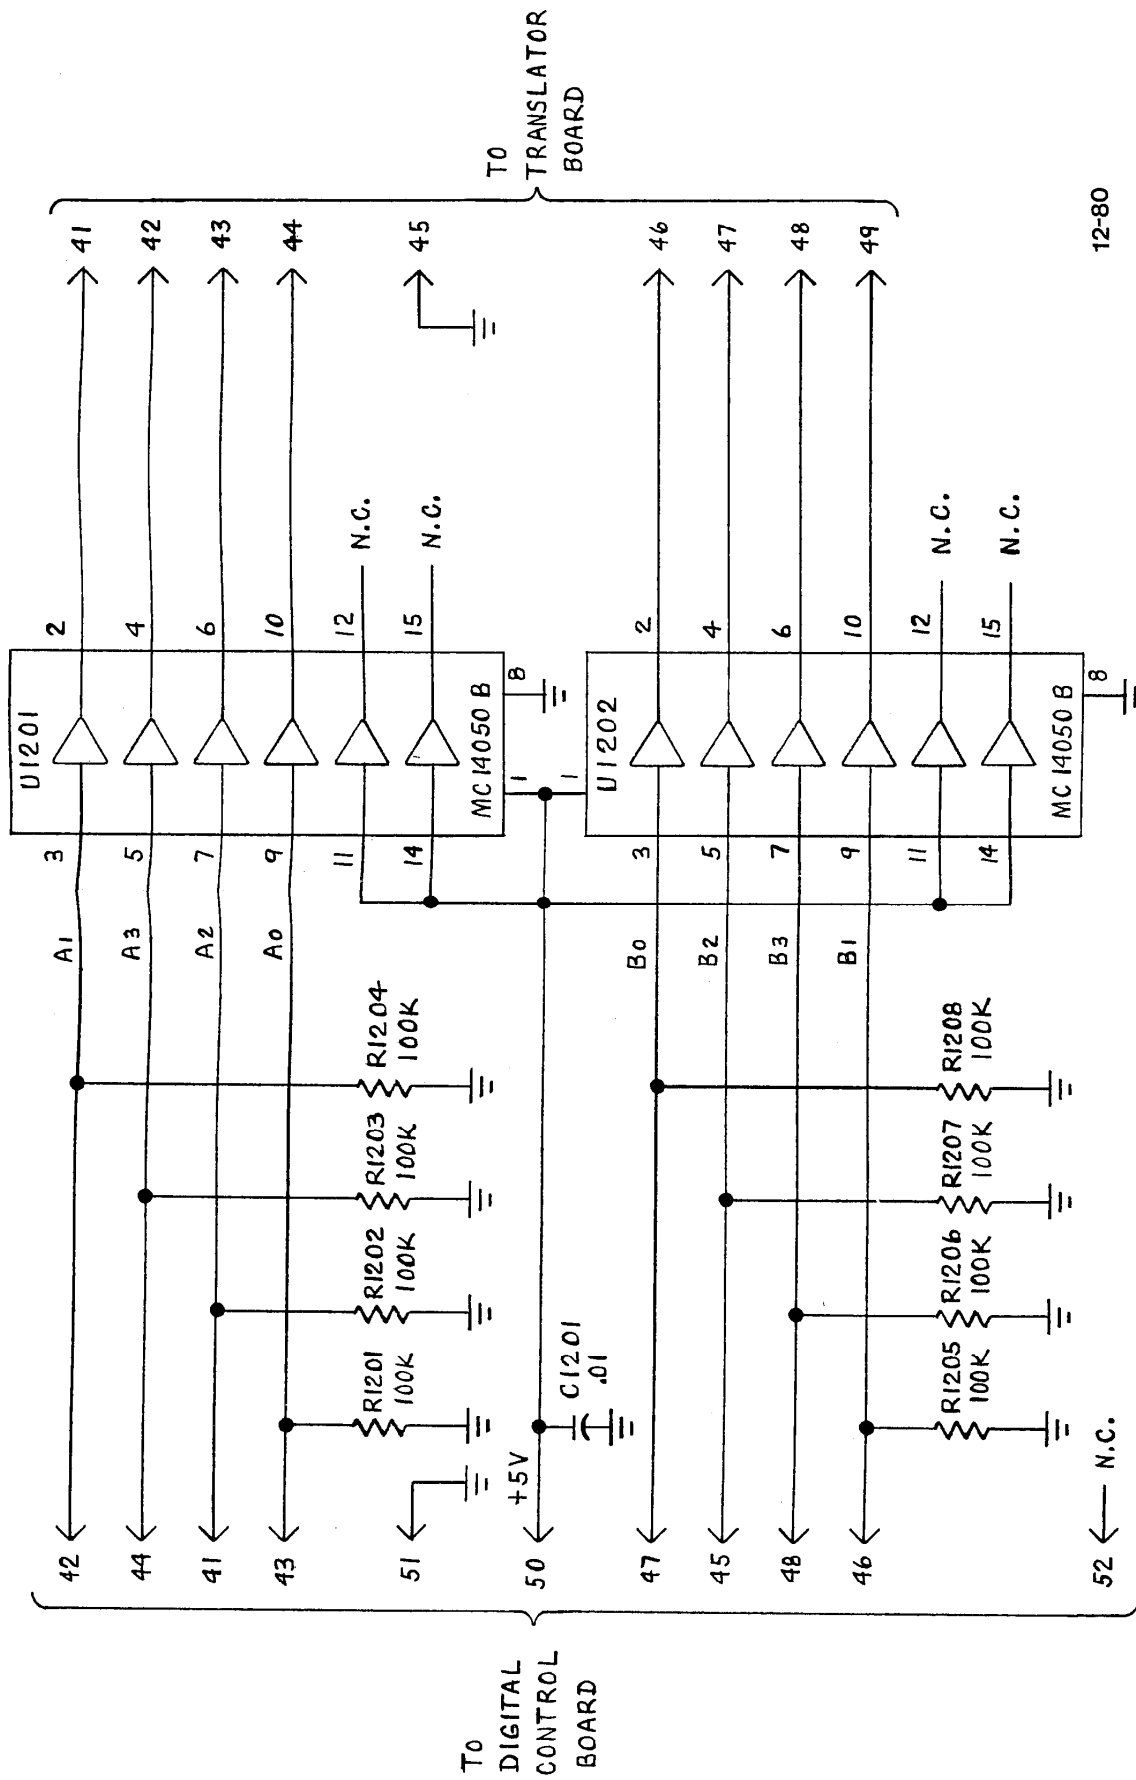 To
DIGITAL
CONTROL
BOARD
42
44
41
43
51
50
47
45
48
46
52
N.C.
+5V
C1201
.01
R1201
100K
R1202
100K
R1203
100K
R1204
100K
R1205
100K
R1206
100K
R1207
100K
R1208
100K
A1
A3
A2
A0
B0
B2
B3
B1
3
5
7
9
11
14
U1201
MC14050B
1
8
2
4
6
10
12
15
N.C.
N.C.
3
5
7
9
11
14
1
U1202
MC14050B
8
2
4
6
10
12
15
N.C.
N.C.
41
42
43
44
45
46
47
48
49
TO
TRANSLATOR
BOARD
12-80